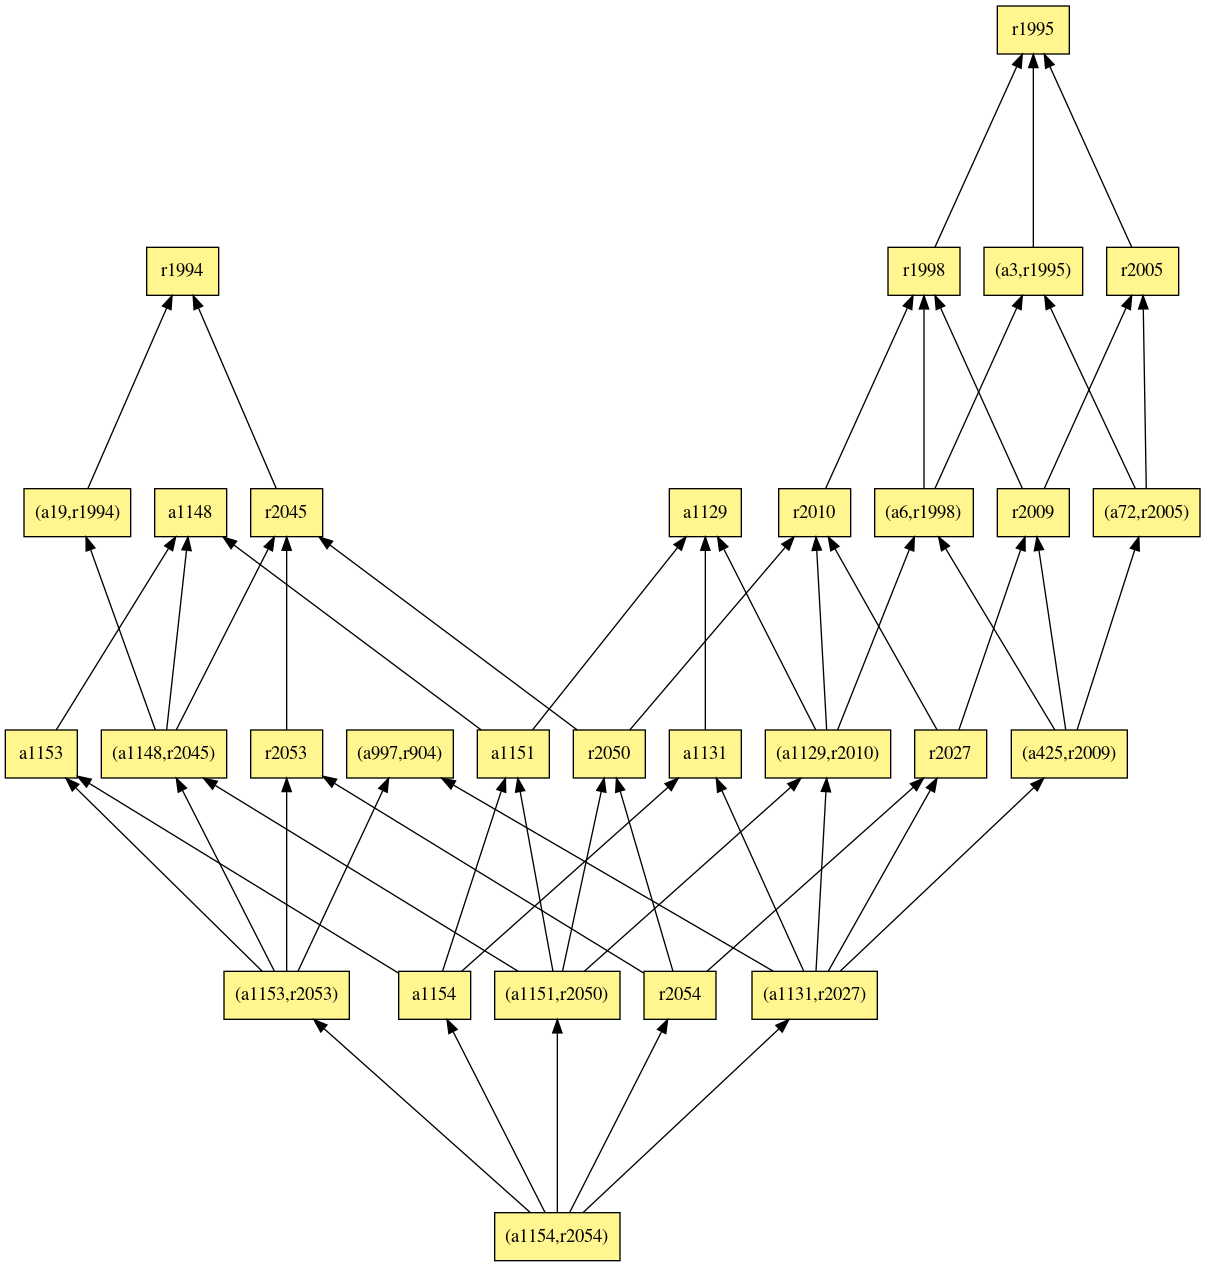 r1995
r1994
r1998
(a3,r1995)
r2005
(a19,r1994)
a1148
r2045
a1129
r2010
(a6,r1998)
r2009
(a72,r2005)
a1153
(a1148,r2045)
r2053
(a997,r904)
a1151
r2050
a1131
(a1129,r2010)
r2027
(a425,r2009)
(a1153,r2053)
a1154
(a1151,r2050)
r2054
(a1131,r2027)
(a1154,r2054)